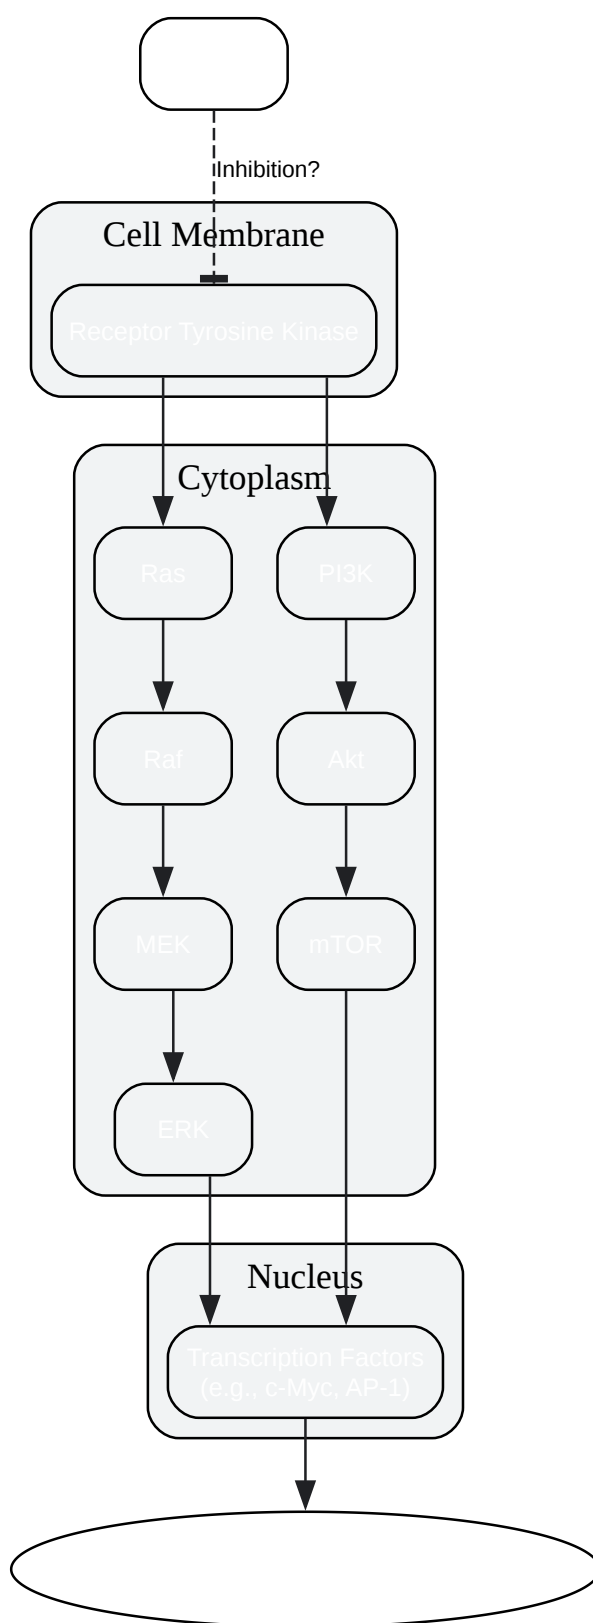 Inhibition?
Cell Membrane
Receptor Tyrosine Kinase
Cytoplasm
Ras
PI3K
Raf
Akt
MEK
mTOR
ERK
Nucleus
Transcription Factors
(e.g., c-Myc, AP-1)